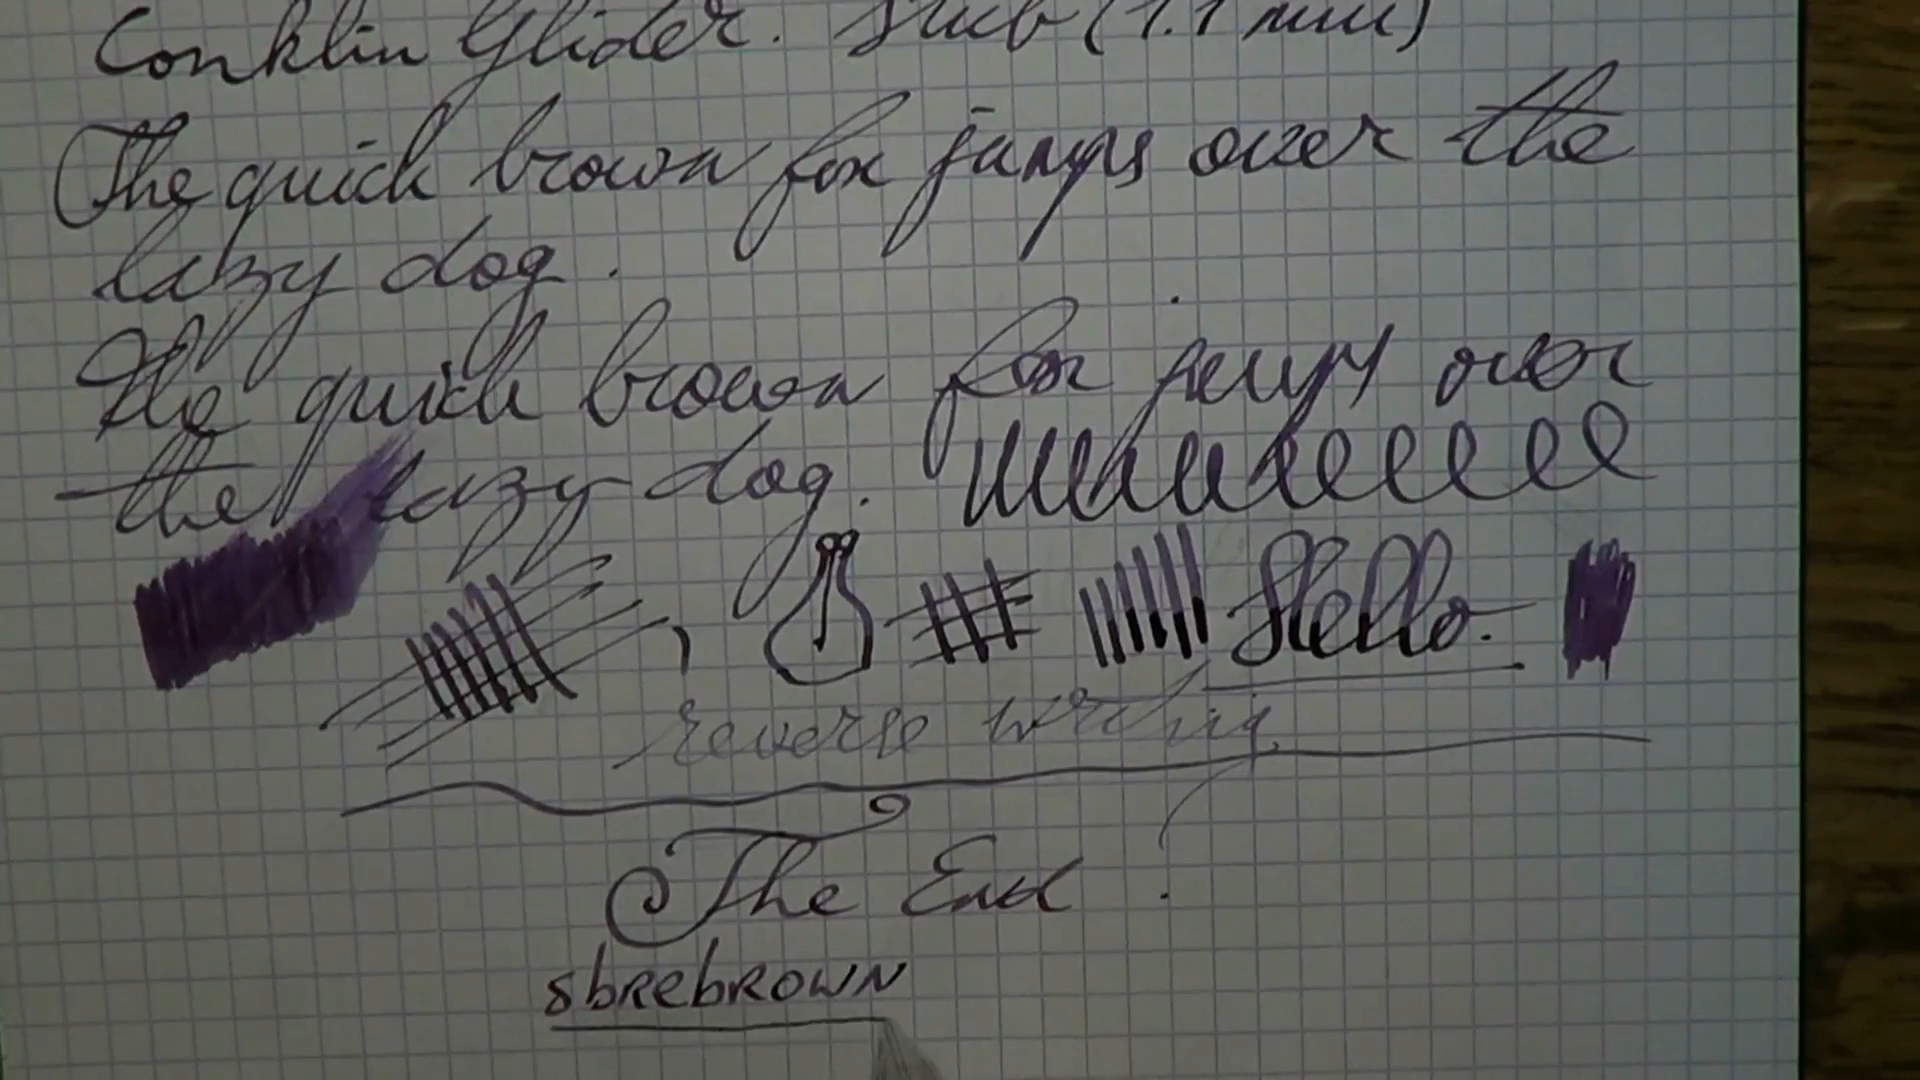 Conklin Glider. Stub (1.1 mm)
The quick brown fox jumps over the
lazy dog.
The quick brown fox jumps over
the lazy dog.
Hello.
reverse writing
The End
sbrebrown